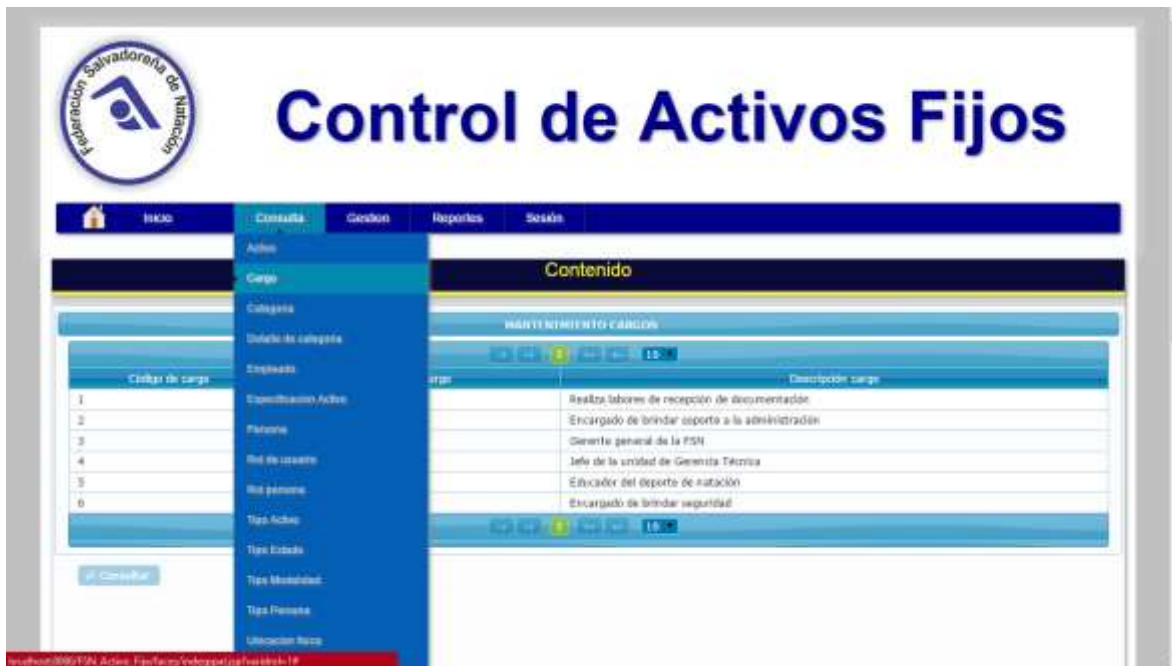 Federación Salvadoreña de Natación
Control de Activos Fijos
Inicio Consulta Gestion Reportes Sesión
Activo
Contenido
Cargo
Categoria
MANTENIMIENTO CARGOS
Detalle de categoria
1 10
Empleado
Código de cargo Descripción cargo
Especificacion Activo
1 Realiza labores de recepción de documentación
2 Encargado de brindar soporte a la administración
Persona
3 Gerente general de la FSN
Rol de usuario
4 Jefe de la unidad de Gerencia Técnica
5 Educador del deporte de natación
Rol persona
6 Encargado de brindar seguridad
Tipo Activo
1 10
Tipo Estado
Consultar
Tipo Modalidad
Tipo Persona
Ubicacion fisica